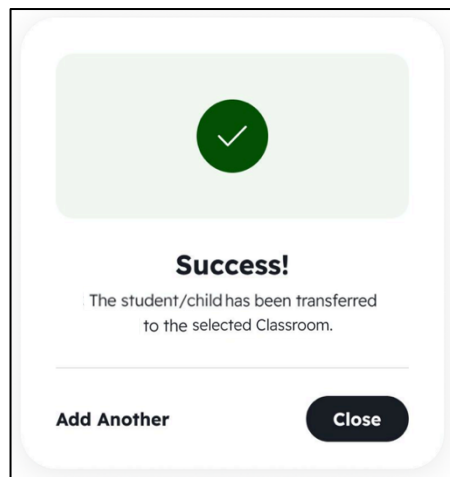 Success!
The student/child has been transferred
to the selected Classroom.
Add Another
Close